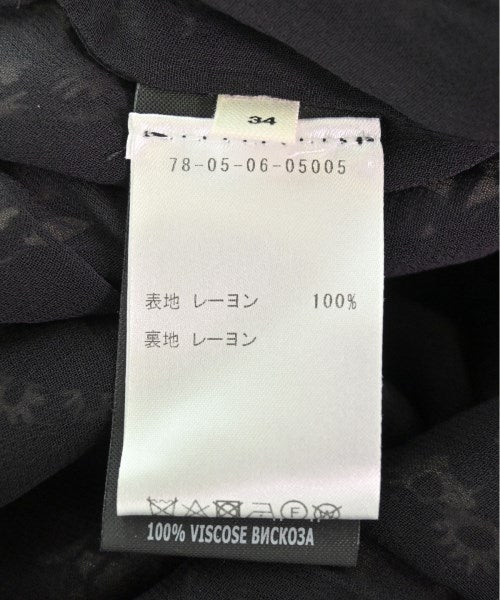 34
78-05-06-05005
表地 レーヨン 100%
裏地 レーヨン
100% VISCOSE ВИСКОЗА